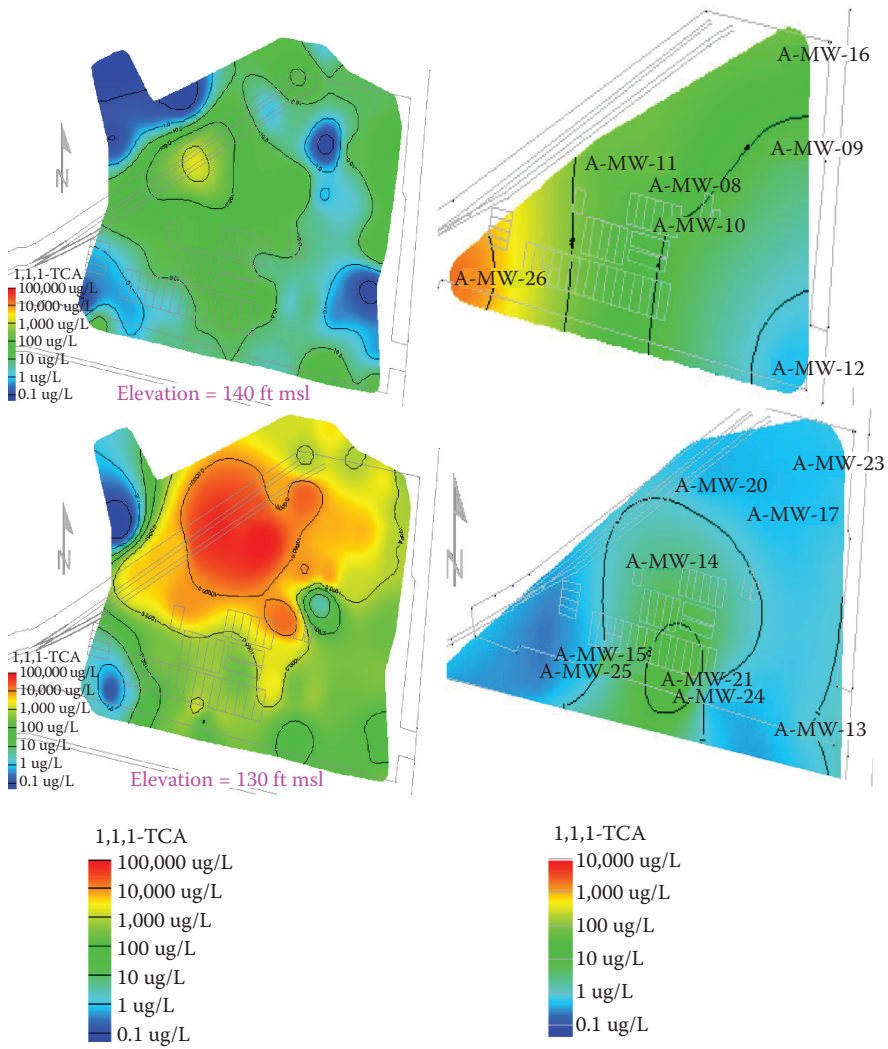 A-MW-16
A-MW-09
A-MW-11
A-MW-08
A-MW-10
A-MW-26
A-MW-12
N
1,1,1-TCA
100,000 ug/L
10,000 ug/L
1,000 ug/L
100 ug/L
10 ug/L
1 ug/L
0.1 ug/L
Elevation = 140 ft msl
A-MW-23
A-MW-20
A-MW-17
A-MW-14
A-MW-15
A-MW-25
A-MW-21
A-MW-24
A-MW-13
N
N
1,1,1-TCA
100,000 ug/L
10,000 ug/L
1,000 ug/L
100 ug/L
10 ug/L
1 ug/L
0.1 ug/L
Elevation = 130 ft msl
1,1,1-TCA
100,000 ug/L
10,000 ug/L
1,000 ug/L
100 ug/L
10 ug/L
1 ug/L
0.1 ug/L
1,1,1-TCA
10,000 ug/L
1,000 ug/L
100 ug/L
10 ug/L
1 ug/L
0.1 ug/L